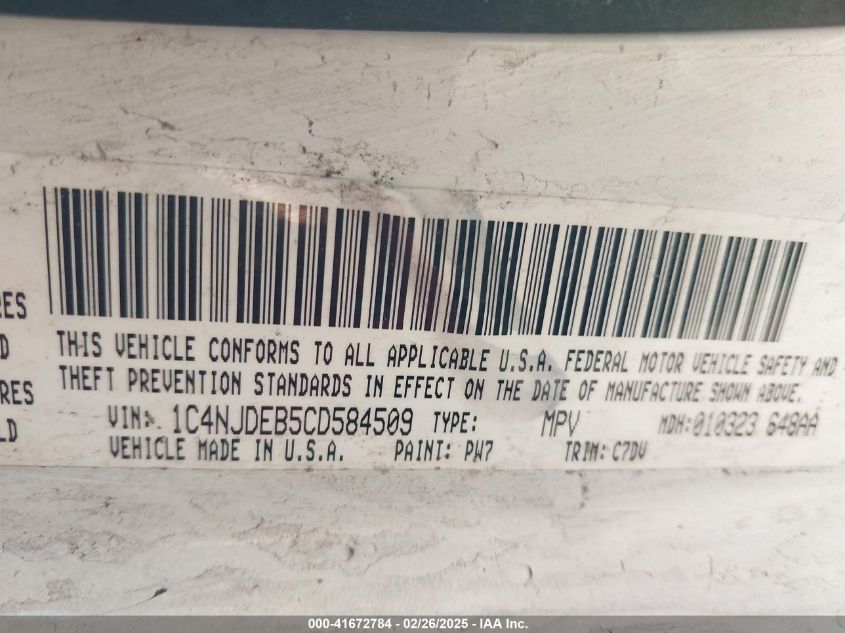 RES
D
RES
LD
THIS VEHICLE CONFORMS TO ALL APPLICABLE U.S.A. FEDERAL MOTOR VEHICLE SAFETY AND
THEFT PREVENTION STANDARDS IN EFFECT ON THE DATE OF MANUFACTURE SHOWN ABOVE.
VIN: 1C4NJDEB5CD584509 TYPE: MPV MDH: 010323 648AA
VEHICLE MADE IN U.S.A. PAINT: PW7 TRIM: C7DV
000-41672784 - 02/26/2025 - IAA Inc.